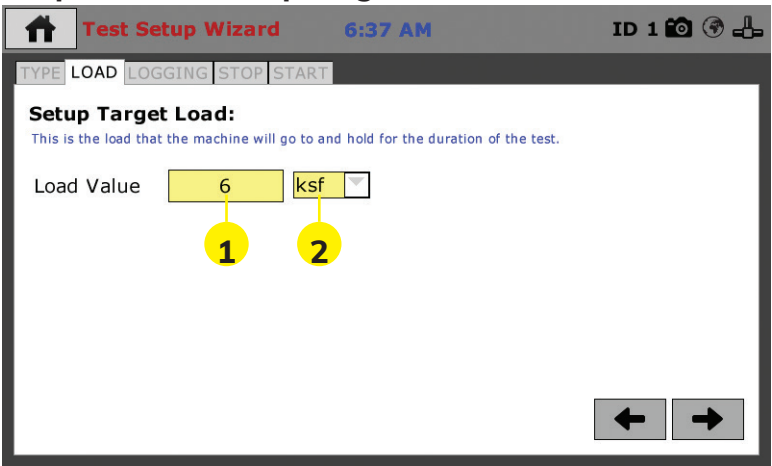 Test Setup Wizard 6:37 AM ID 1
TYPE LOAD LOGGING STOP START
Setup Target Load:
This is the load that the machine will go to and hold for the duration of the test.
Load Value 6 ksf
1 2